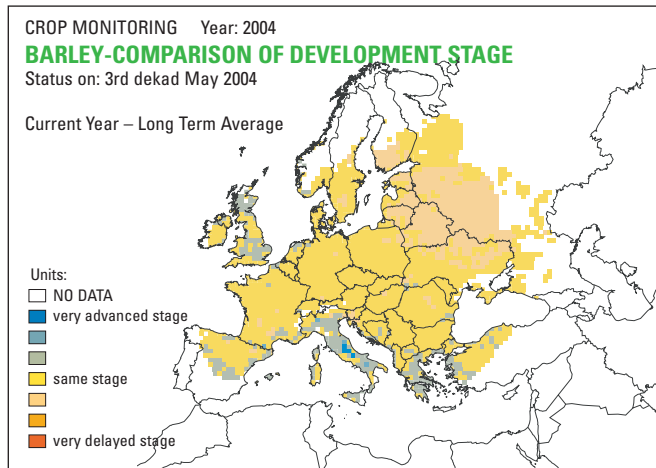 CROP MONITORING Year: 2004
BARLEY-COMPARISON OF DEVELOPMENT STAGE
Status on: 3rd dekad May 2004
Current Year – Long Term Average
Units:
NO DATA
very advanced stage
same stage
very delayed stage